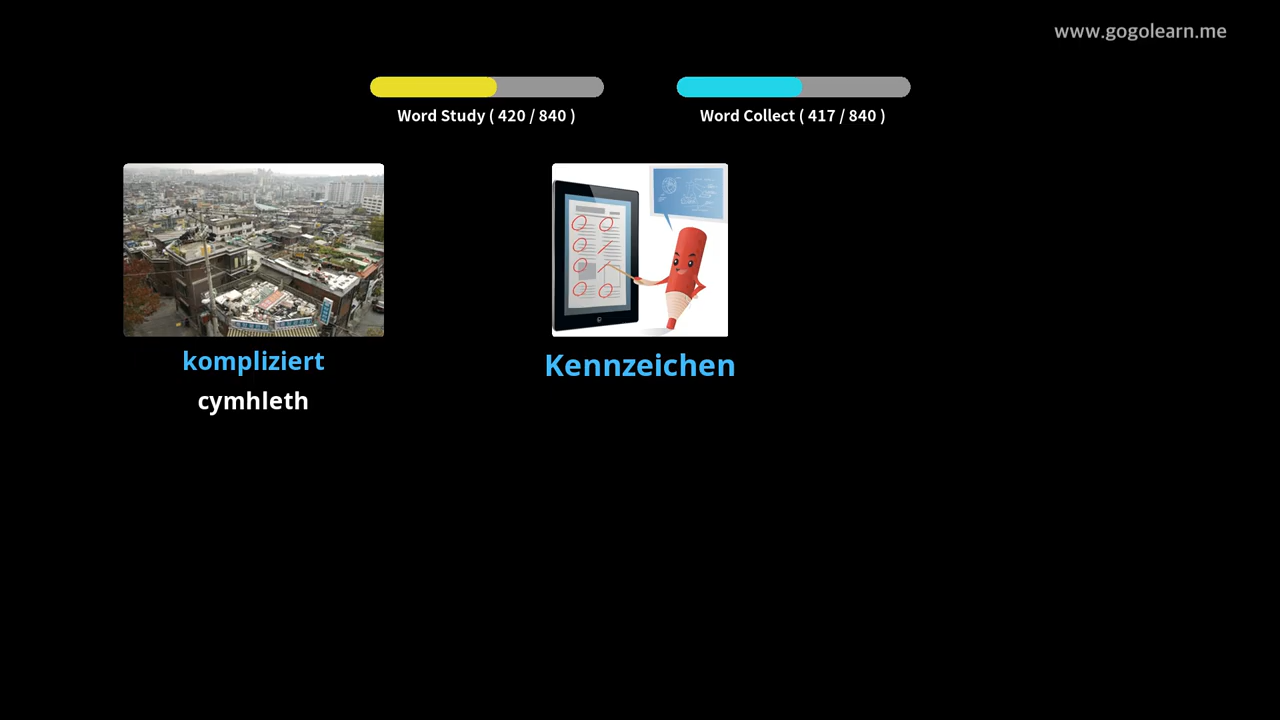 www.gogolearn.me
Word Study ( 420 / 840 )
Word Collect ( 417 / 840 )
kompliziert
cymhleth
Kennzeichen